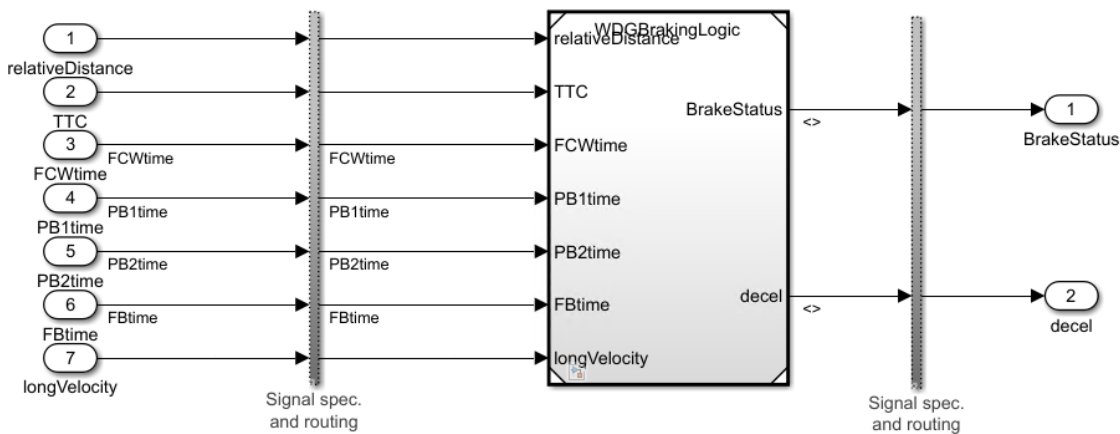 1
relativeDistance
2
TTC
3
FCWtime
4
PB1time
5
PB2time
6
FBtime
7
longVelocity
FCWtime
PB1time
PB2time
FBtime
Signal spec.
and routing
FCWtime
PB1time
PB2time
FBtime
WDGBrakingLogic
relativeDistance
TTC
FCWtime
PB1time
PB2time
FBtime
longVelocity
BrakeStatus
decel
<>
<>
Signal spec.
and routing
1
BrakeStatus
2
decel